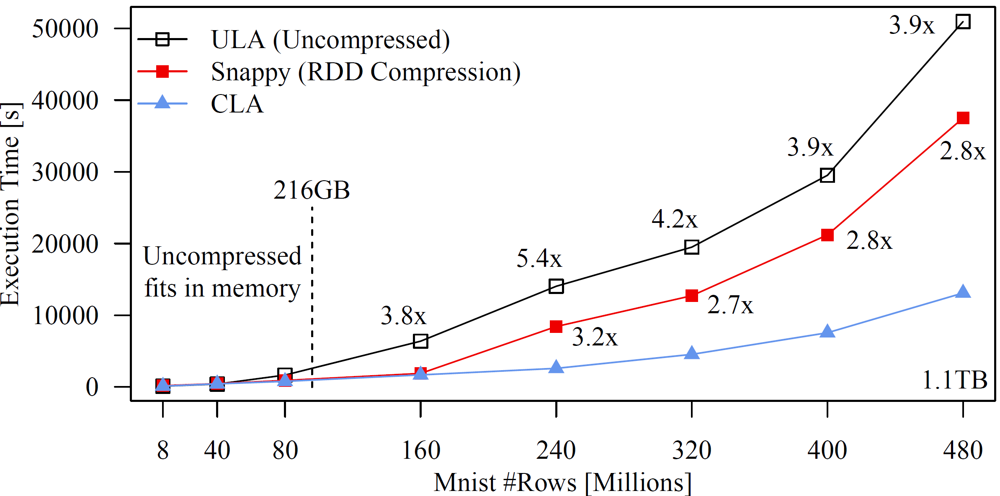 Execution Time [s]
50000
40000
30000
20000
10000
0
ULA (Uncompressed)
Snappy (RDD Compression)
CLA
216GB
Uncompressed
fits in memory
3.8x
5.4x
4.2x
3.9x
3.9x
3.2x
2.7x
2.8x
2.8x
1.1TB
8 40 80 160 240 320 400 480
Mnist #Rows [Millions]